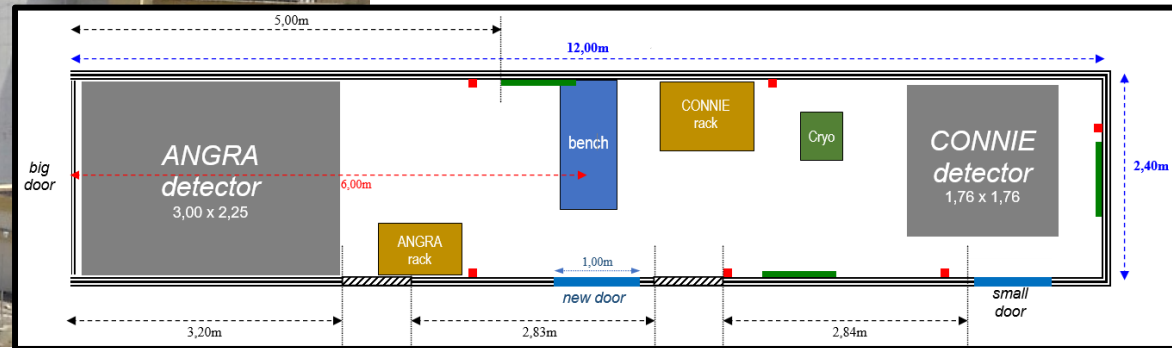 5,00m
12,00m
big
door
ANGRA
detector
3,00 x 2,25
6,00m
ANGRA
rack
bench
CONNIE
rack
Cryo
CONNIE
detector
1,76 x 1,76
2,40m
1,00m
new door
small
door
3,20m
2,83m
2,84m